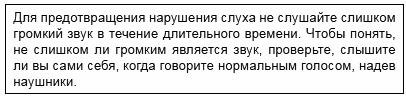 Для предотвращения нарушения слуха не слушайте слишком
громкий звук в течение длительного времени. Чтобы понять,
не слишком ли громким является звук, проверьте, слышите
ли вы сами себя, когда говорите нормальным голосом, надев
наушники.